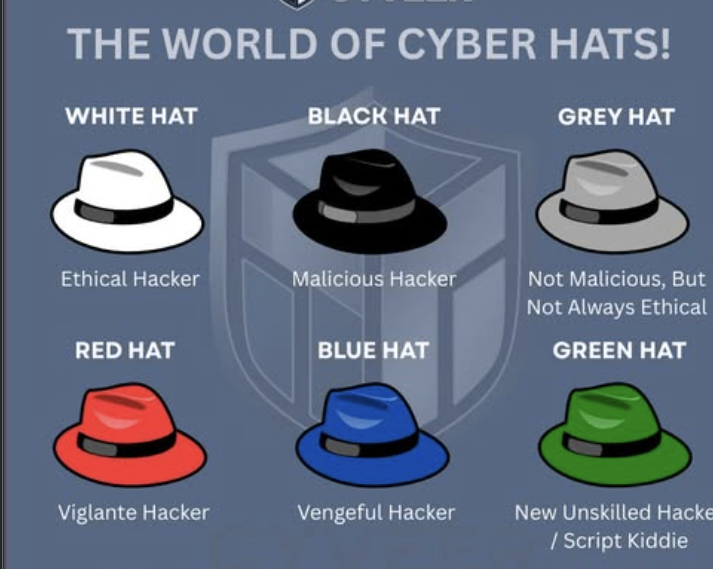 THE WORLD OF CYBER HATS!
WHITE HAT
BLACK HAT
GREY HAT
Ethical Hacker
Malicious Hacker
Not Malicious, But
Not Always Ethical
RED HAT
BLUE HAT
GREEN HAT
Viglante Hacker
Vengeful Hacker
New Unskilled Hacke
/ Script Kiddie